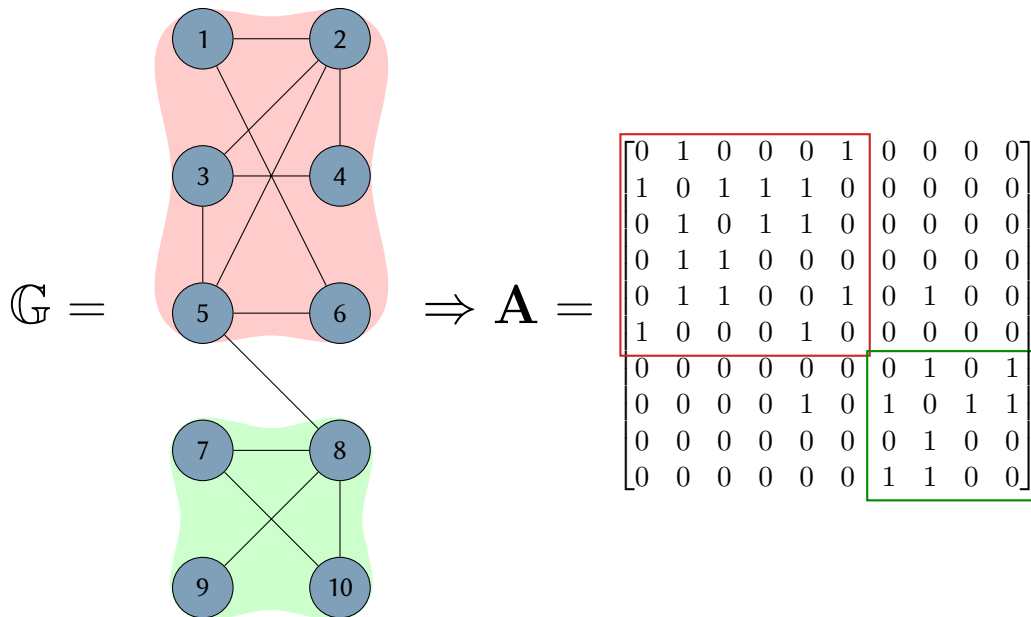 1 2
3 4
𝔾 = 5 6 ⇒ A =
7 8
9 10
0 1 0 0 0 1 0 0 0 0
1 0 1 1 1 0 0 0 0 0
0 1 0 1 1 0 0 0 0 0
0 1 1 0 0 0 0 0 0 0
0 1 1 0 0 1 0 1 0 0
1 0 0 0 1 0 0 0 0 0
0 0 0 0 0 0 0 1 0 1
0 0 0 0 1 0 1 0 1 1
0 0 0 0 0 0 0 1 0 0
0 0 0 0 0 0 1 1 0 0